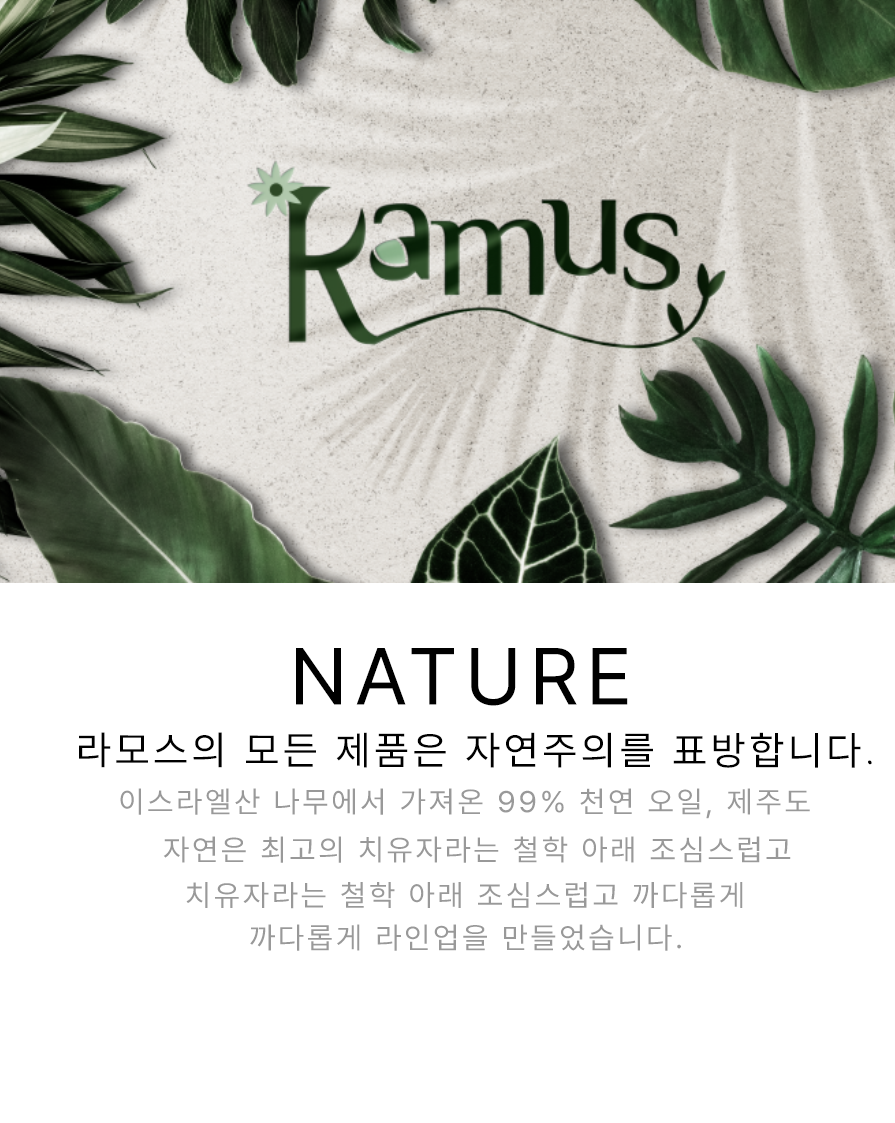 Kamus
NATURE
라모스의 모든 제품은 자연주의를 표방합니다.
이스라엘산 나무에서 가져온 99% 천연 오일, 제주도
자연은 최고의 치유자라는 철학 아래 조심스럽고
치유자라는 철학 아래 조심스럽고 까다롭게
까다롭게 라인업을 만들었습니다.